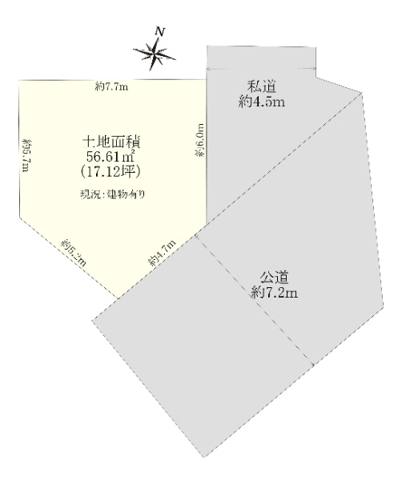 N
約7.7m
私道
約4.5m
約5.7m
土地面積
56.61㎡
(17.12坪)
現況：建物有り
約6.0m
約5.2m
約4.7m
公道
約7.2m